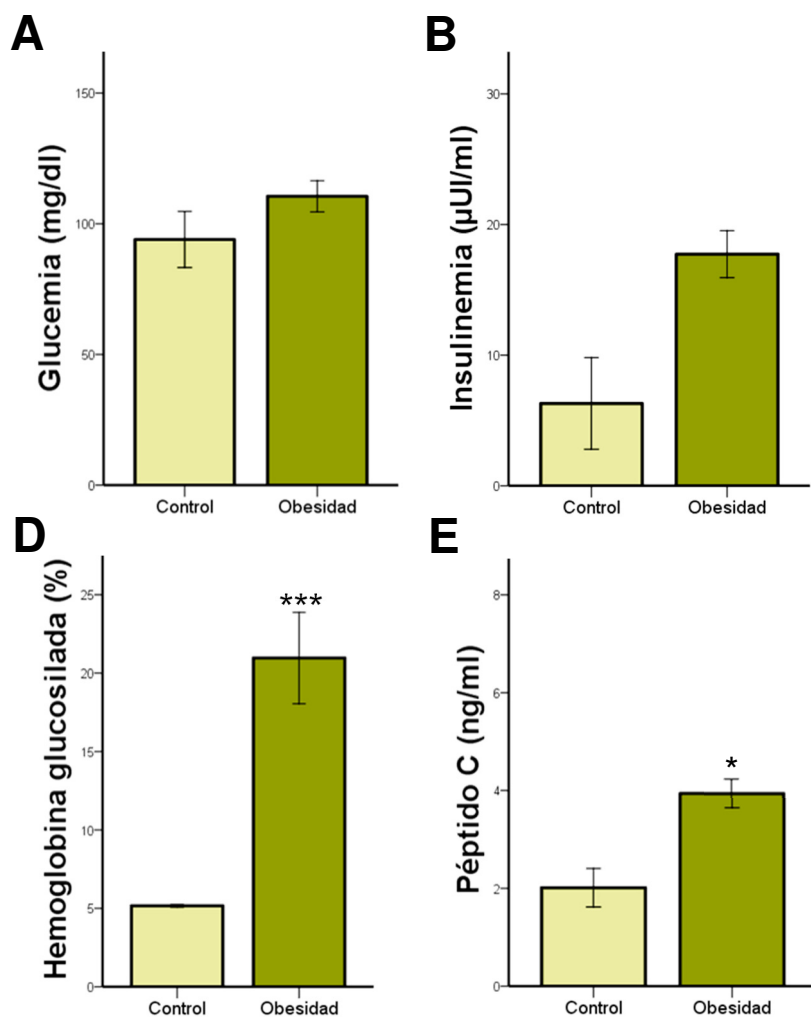 A
Glucemia (mg/dl)
150
100
50
0
Control
Obesidad
B
Insulinemia (µUI/ml)
30
20
10
0
Control
Obesidad
D
Hemoglobina glucosilada (%)
25
20
15
10
5
0
***
Control
Obesidad
E
Péptido C (ng/ml)
8
6
4
2
0
*
Control
Obesidad